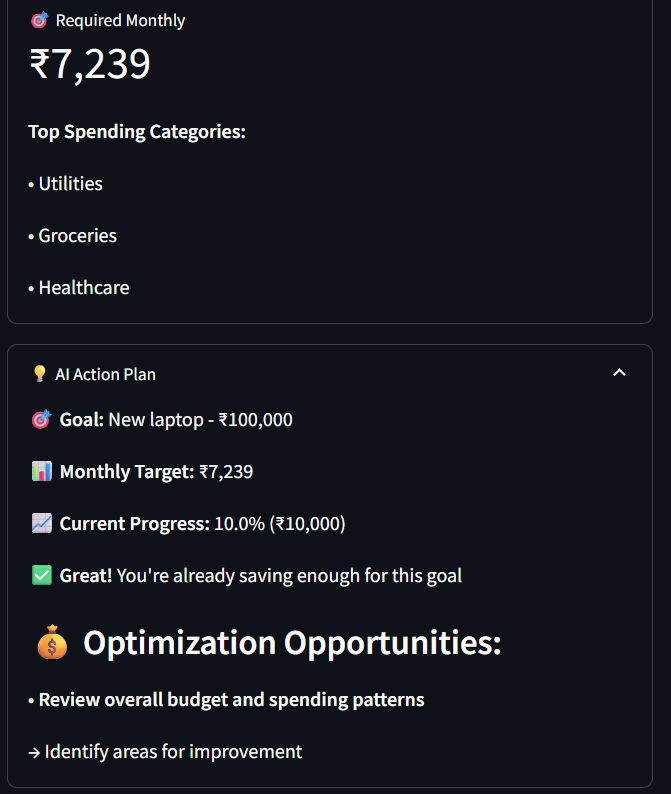 🎯 Required Monthly
₹7,239
Top Spending Categories:
• Utilities
• Groceries
• Healthcare
💡 AI Action Plan
🎯 Goal: New laptop - ₹100,000
📊 Monthly Target: ₹7,239
📈 Current Progress: 10.0% (₹10,000)
✅ Great! You're already saving enough for this goal
💰 Optimization Opportunities:
• Review overall budget and spending patterns
→ Identify areas for improvement